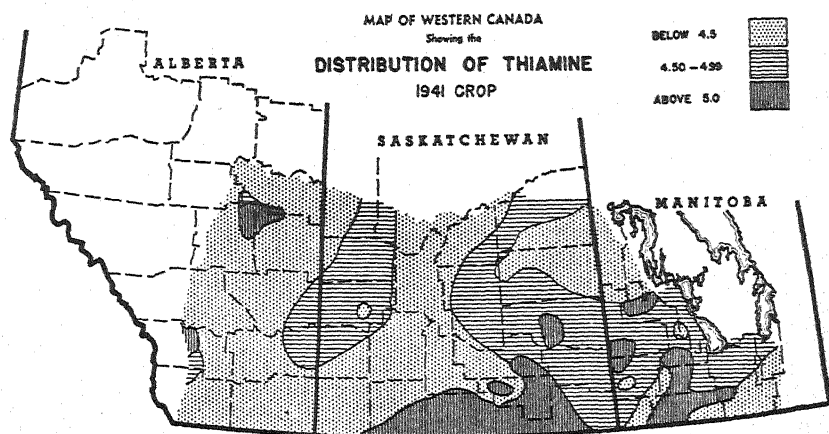 MAP OF WESTERN CANADA
Showing the
DISTRIBUTION OF THIAMINE
1941 CROP
BELOW 4.5
4.50-4.99
ABOVE 5.0
ALBERTA
SASKATCHEWAN
MANITOBA